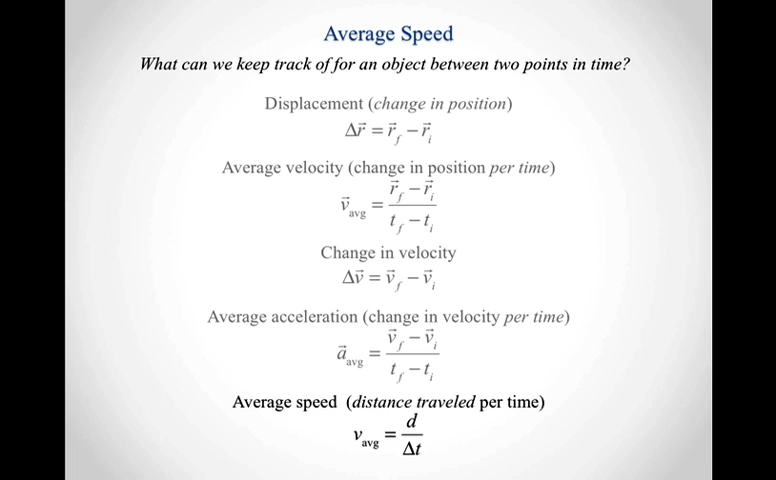 Average Speed
What can we keep track of for an object between two points in time?
Displacement (change in position)
Δr⃗ = r⃗_f − r⃗_i
Average velocity (change in position per time)
v⃗_avg = (r⃗_f − r⃗_i) / (t_f − t_i)
Change in velocity
Δv⃗ = v⃗_f − v⃗_i
Average acceleration (change in velocity per time)
a⃗_avg = (v⃗_f − v⃗_i) / (t_f − t_i)
Average speed (distance traveled per time)
v_avg = d / Δt